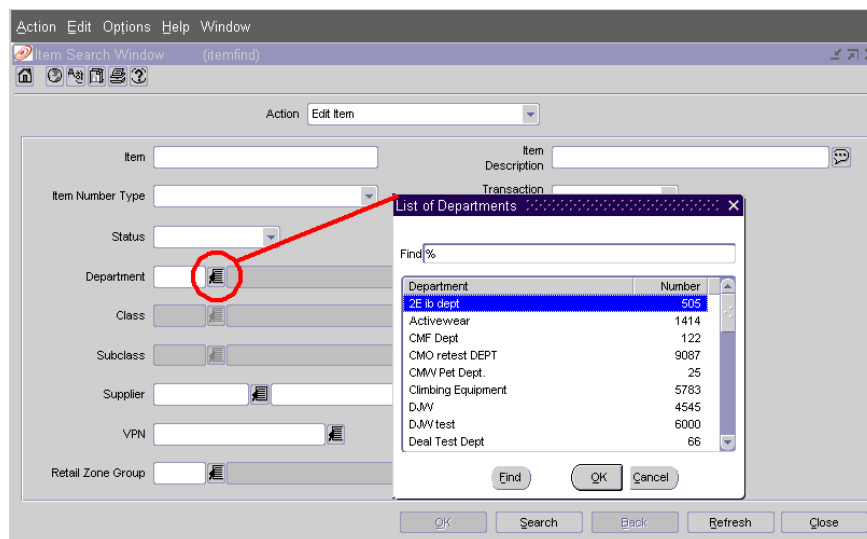 Action Edit Options Help Window
Item Search Window (itemfind)
Action Edit Item
Item
Item Description
Item Number Type
Transaction
Status
Department
Class
Subclass
Supplier
VPN
Retail Zone Group
List of Departments
Find %
Department Number
2E ib dept 505
Activewear 1414
CMF Dept 122
CMO retest DEPT 9087
CMW Pet Dept. 25
Climbing Equipment 5783
DJW 4545
DJW test 6000
Deal Test Dept 66
Find OK Cancel
OK Search Back Refresh Close